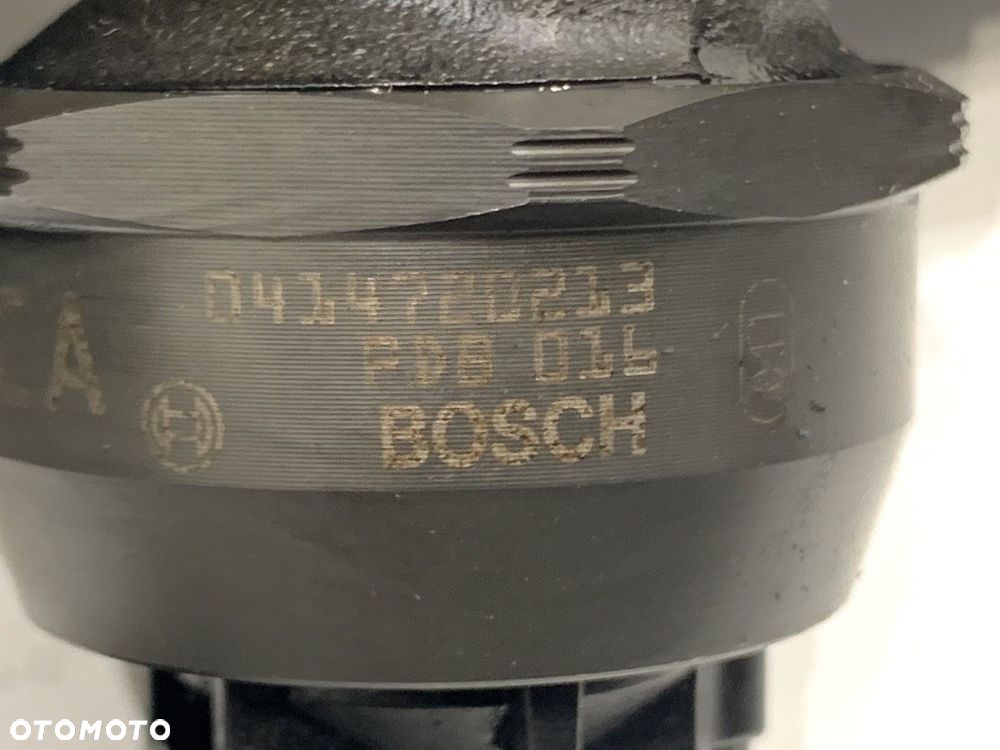 0414720213
PDB 016
BOSCH
OTOMOTO